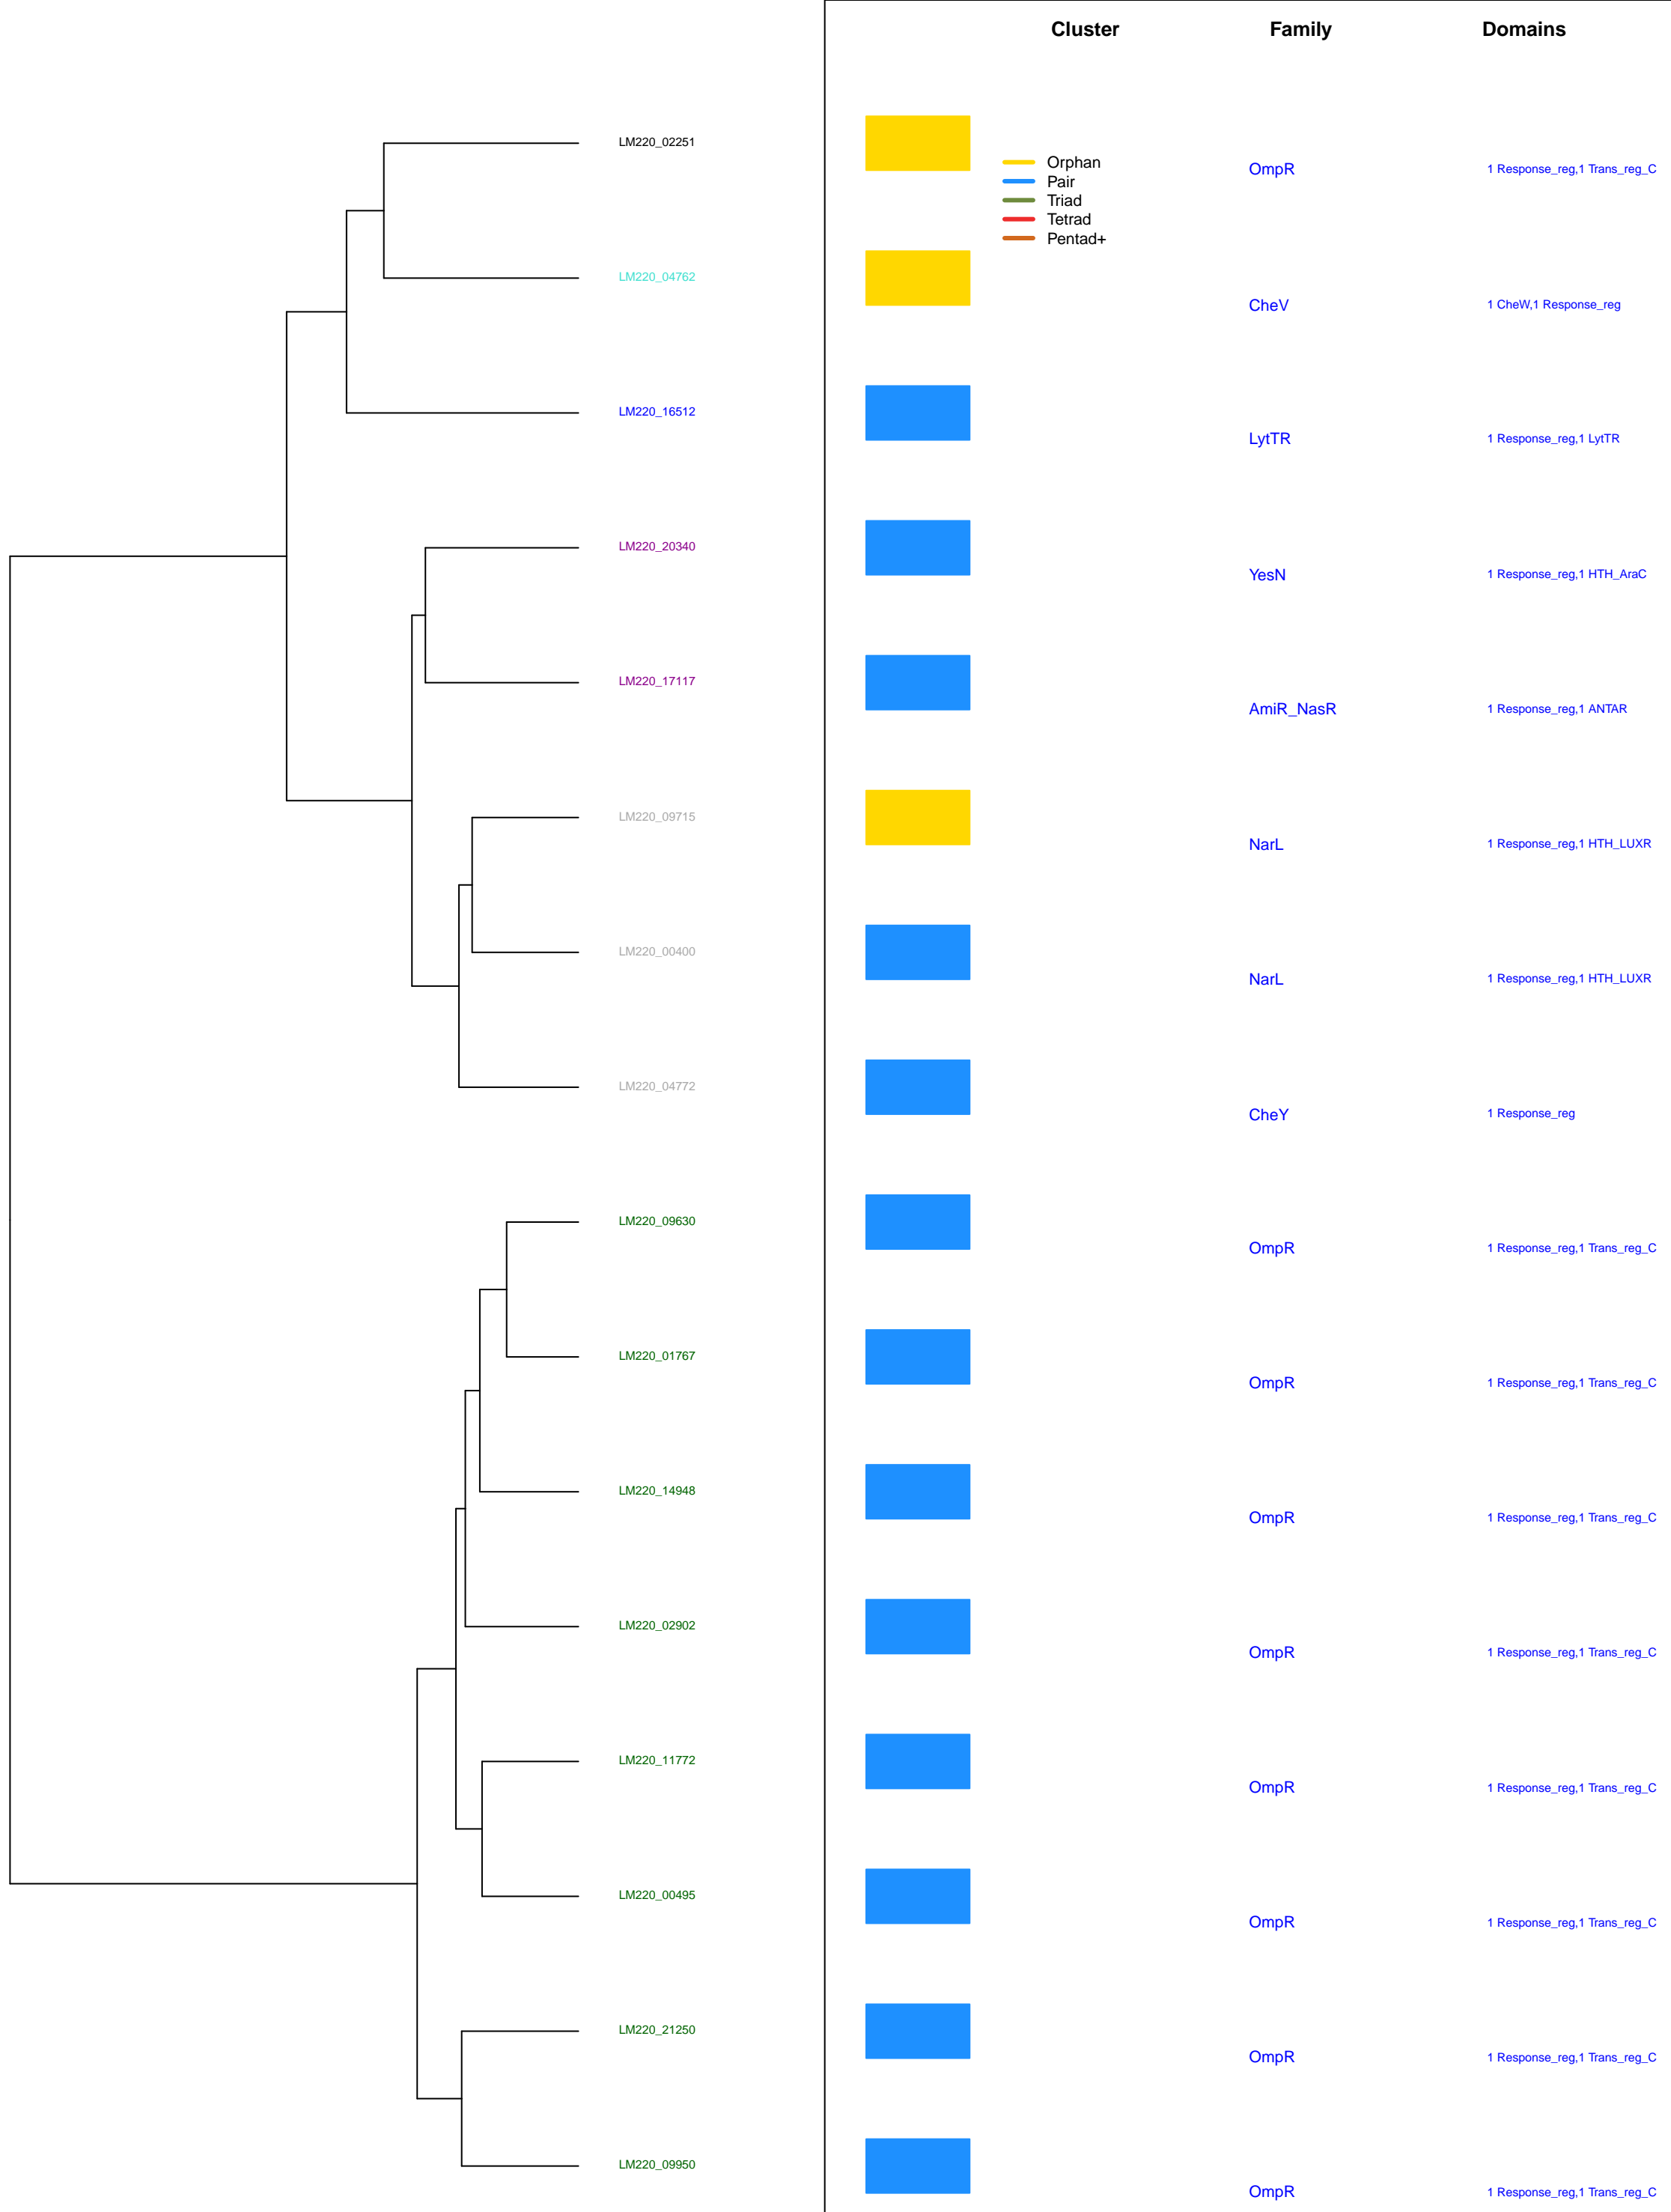 Cluster Family Domains
LM220_02251
Orphan
OmpR 1 Response_reg,1 Trans_reg_C
Pair
Triad
Tetrad
Pentad+
LM220_04762
CheV 1 CheW,1 Response_reg
LM220_16512
LytTR 1 Response_reg,1 LytTR
LM220_20340
YesN 1 Response_reg,1 HTH_AraC
LM220_17117
AmiR_NasR 1 Response_reg,1 ANTAR
LM220_09715
NarL 1 Response_reg,1 HTH_LUXR
LM220_00400
NarL 1 Response_reg,1 HTH_LUXR
LM220_04772
CheY 1 Response_reg
LM220_09630
OmpR 1 Response_reg,1 Trans_reg_C
LM220_01767
OmpR 1 Response_reg,1 Trans_reg_C
LM220_14948
OmpR 1 Response_reg,1 Trans_reg_C
LM220_02902
OmpR 1 Response_reg,1 Trans_reg_C
LM220_11772
OmpR 1 Response_reg,1 Trans_reg_C
LM220_00495
OmpR 1 Response_reg,1 Trans_reg_C
LM220_21250
OmpR 1 Response_reg,1 Trans_reg_C
LM220_09950
OmpR 1 Response_reg,1 Trans_reg_C